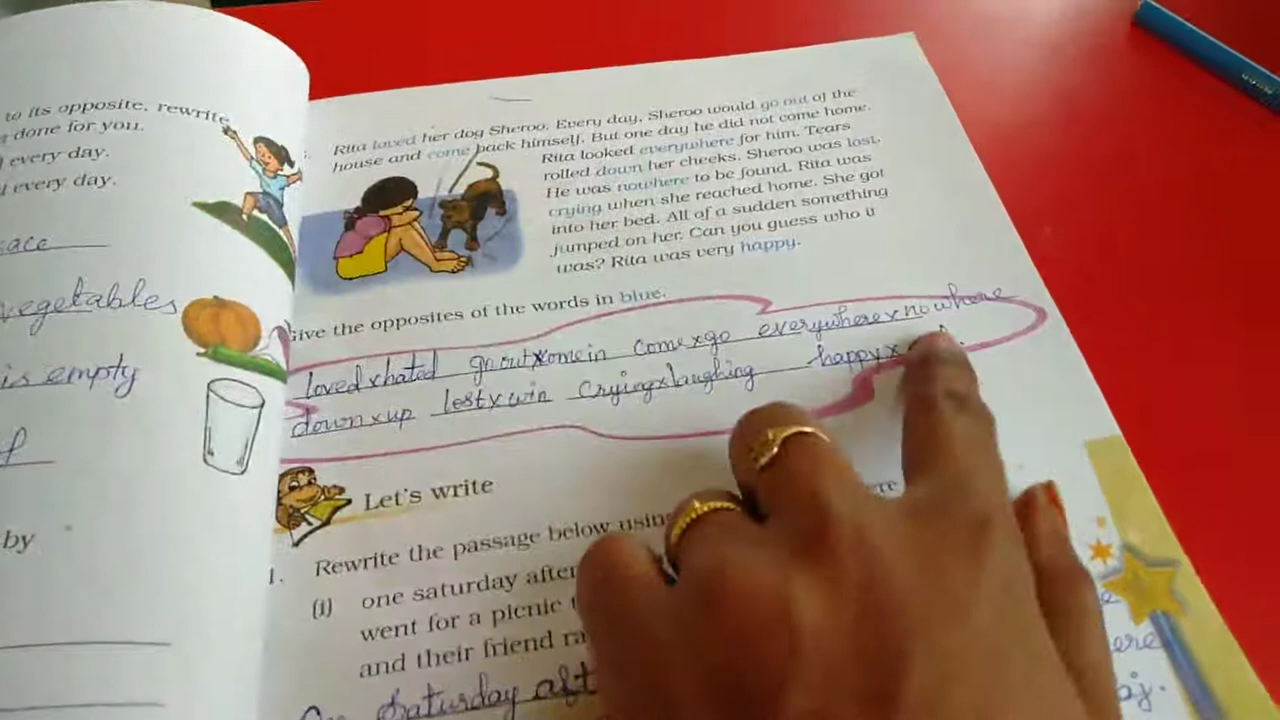 to its opposite, rewrite
done for you.
every day.
every day.
vegetables
is empty
by
Rita loved her dog Sheroo. Every day, Sheroo would go out of the
house and come back himself. But one day he did not come home.
Rita looked everywhere for him. Tears
rolled down her cheeks. Sheroo was lost.
He was nowhere to be found. Rita was
crying when she reached home. She got
into her bed. All of a sudden something
jumped on her. Can you guess who it
was? Rita was very happy.
Give the opposites of the words in blue.
loved x hated go out x come in come x go everywhere x nowhere
down x up lost x win crying x laughing happy x
Let's write
1. Rewrite the passage below using
(i) one saturday after
went for a picnic
and their friend ra
Saturday aft